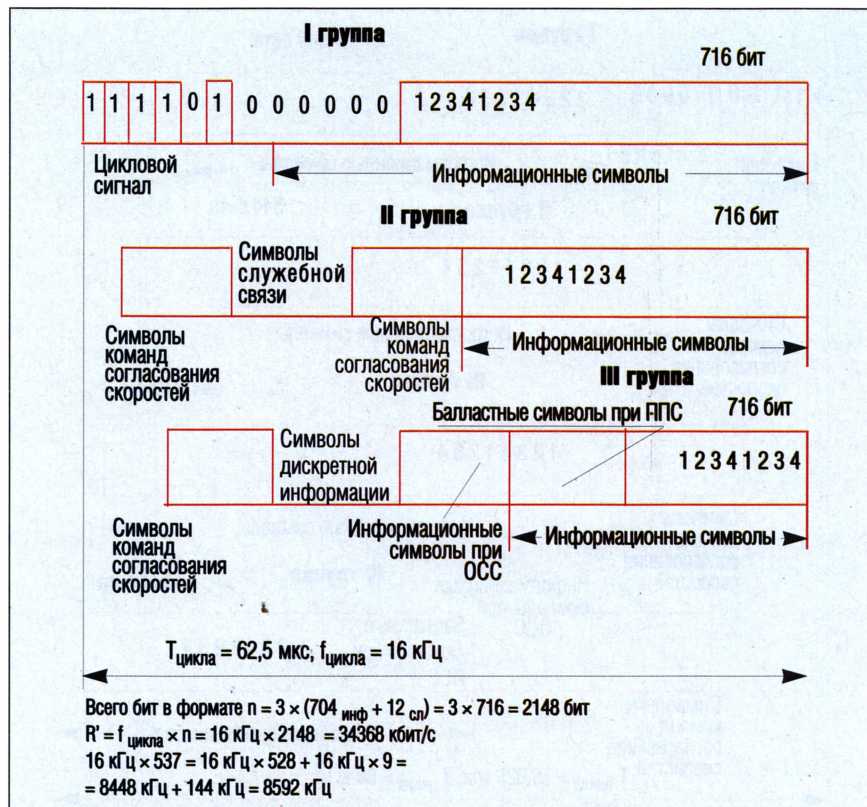 I группа
716 бит
1 1 1 1 0 1 0 0 0 0 0 0 1 2 3 4 1 2 3 4
Цикловой
сигнал
Информационные символы
II группа
716 бит
Символы
служебной
связи
1 2 3 4 1 2 3 4
Символы
команд
согласования
скоростей
Символы
команд
согласования
скоростей
Информационные символы
III группа
Балластные символы при ППС
716 бит
Символы
дискретной
информации
1 2 3 4 1 2 3 4
Символы
команд
согласования
скоростей
Информационные
символы при
ОСС
Информационные символы
Tцикла = 62,5 мкс, fцикла = 16 кГц
Всего бит в формате n = 3 × (704 инф + 12 сл) = 3 × 716 = 2148 бит
R' = f цикла × n = 16 кГц × 2148 = 34368 кбит/с
16 кГц × 537 = 16 кГц × 528 + 16 кГц × 9 =
= 8448 кГц + 144 кГц = 8592 кГц